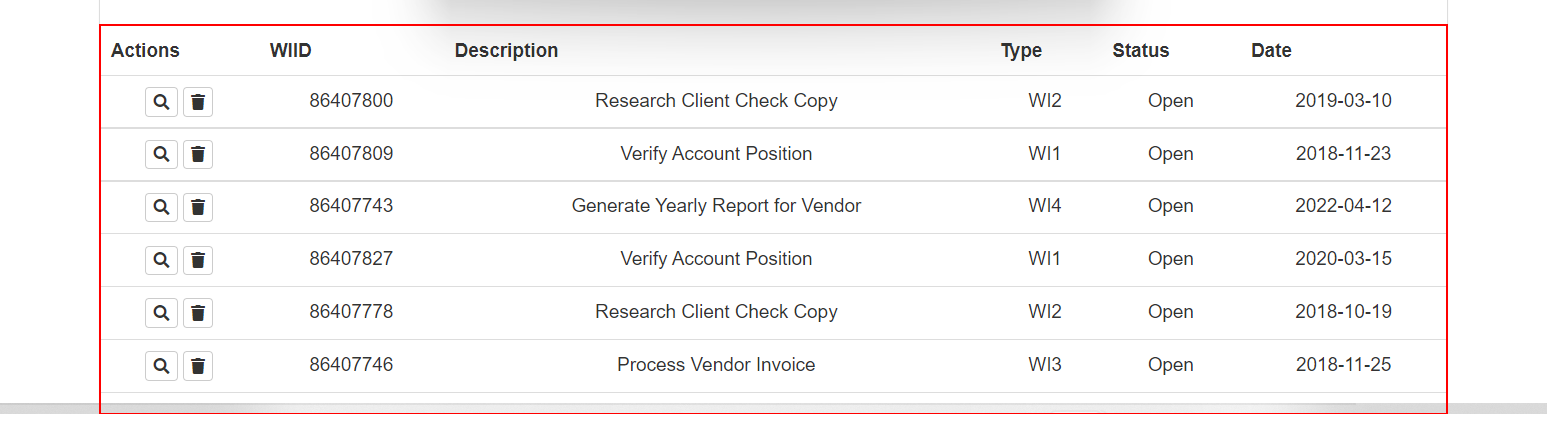 Actions WIID Description Type Status Date
86407800 Research Client Check Copy WI2 Open 2019-03-10
86407809 Verify Account Position WI1 Open 2018-11-23
86407743 Generate Yearly Report for Vendor WI4 Open 2022-04-12
86407827 Verify Account Position WI1 Open 2020-03-15
86407778 Research Client Check Copy WI2 Open 2018-10-19
86407746 Process Vendor Invoice WI3 Open 2018-11-25